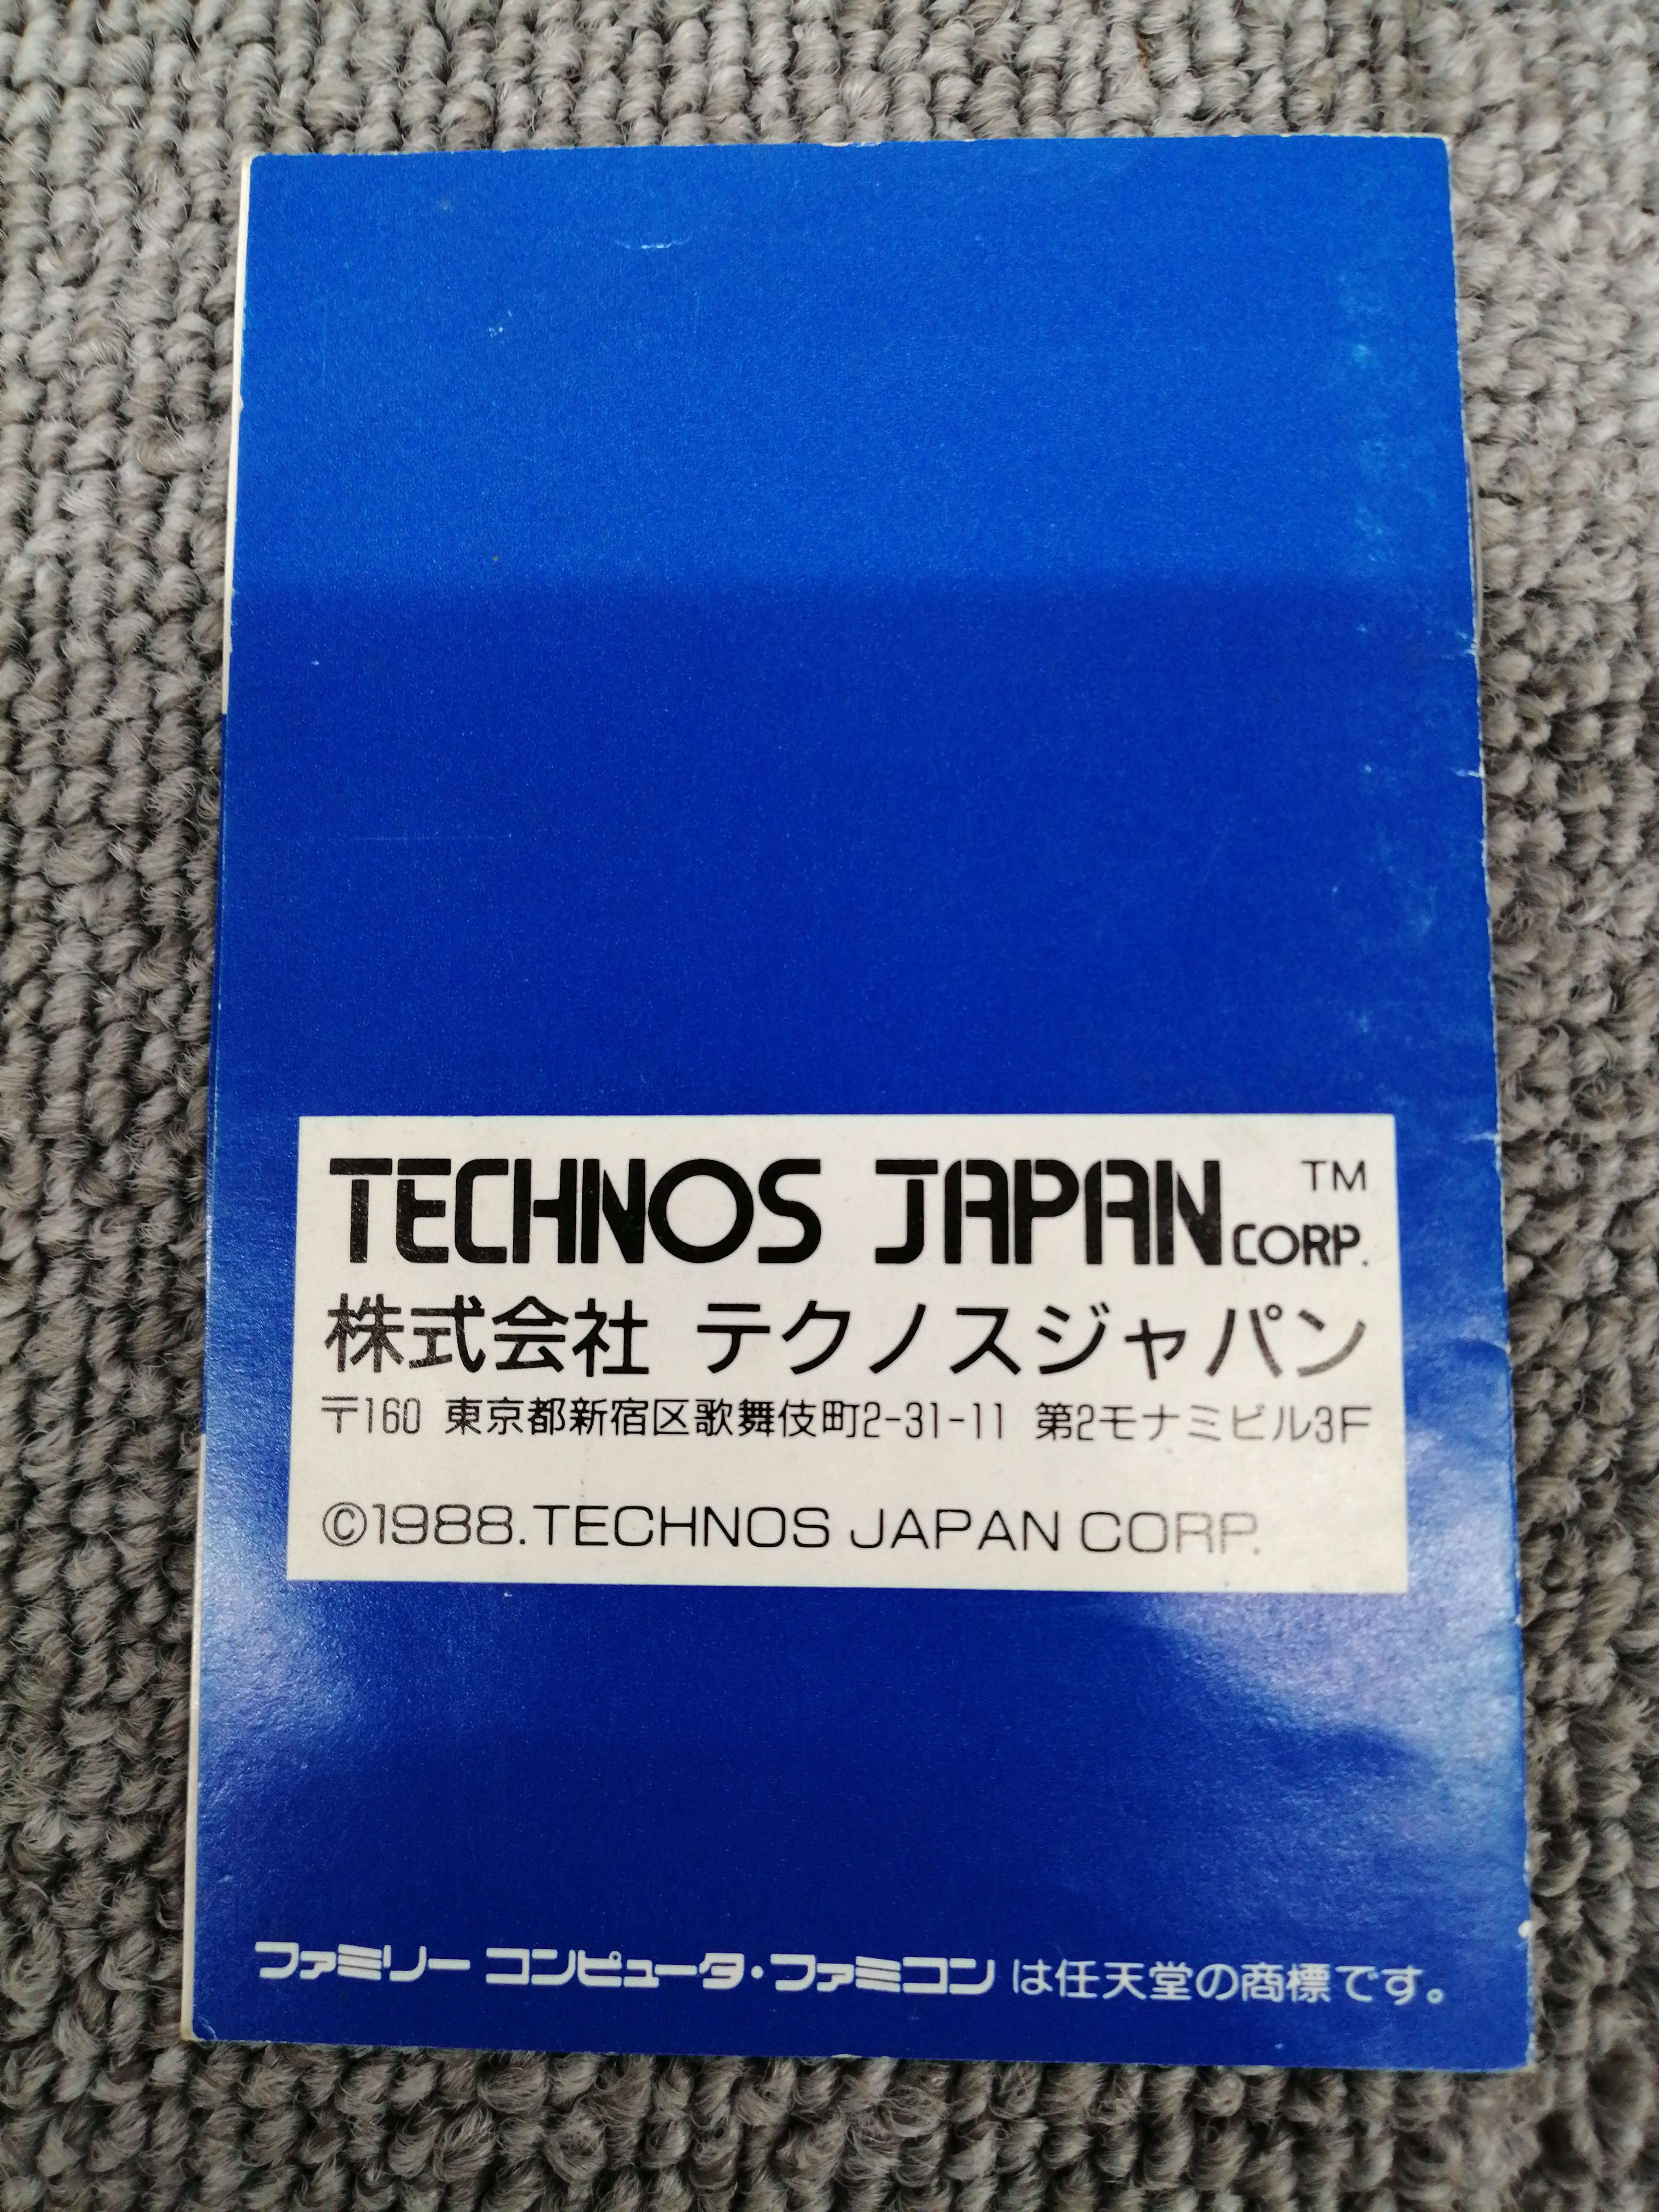 TECHNOS JAPAN CORP. TM
株式会社 テクノスジャパン
〒160 東京都新宿区歌舞伎町2-31-11 第2モナミビル3F
©1988.TECHNOS JAPAN CORP.
ファミリー コンピュータ・ファミコン は任天堂の商標です。